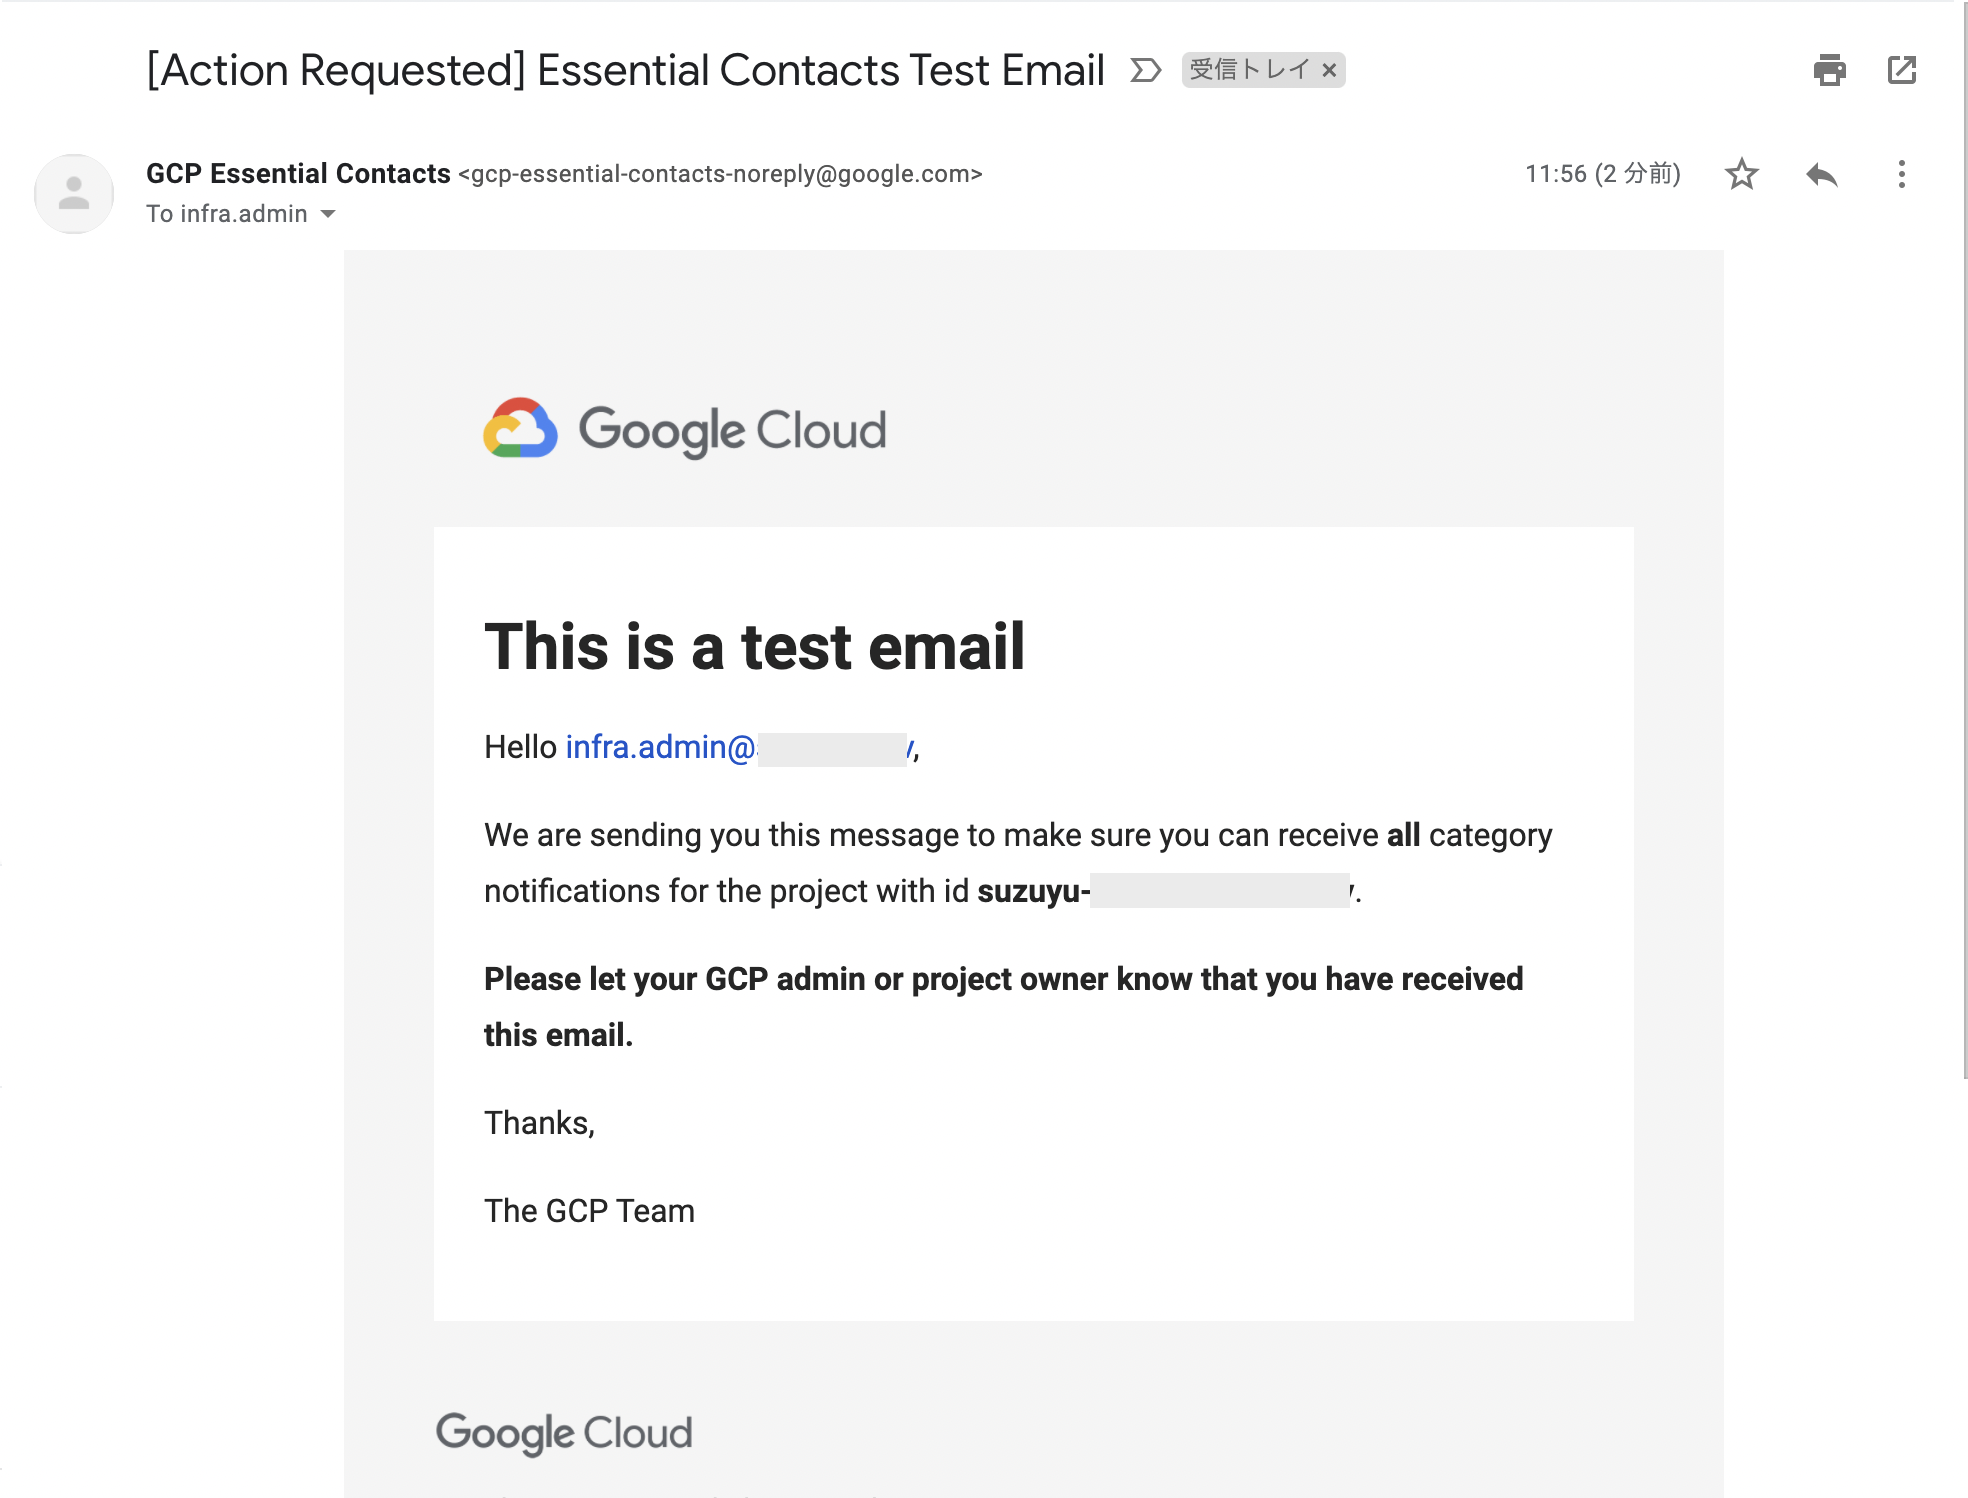 [Action Requested] Essential Contacts Test Email 受信トレイ ×
GCP Essential Contacts <gcp-essential-contacts-noreply@google.com> 11:56 (2 分前)
To infra.admin
Google Cloud
This is a test email
Hello infra.admin@ ,
We are sending you this message to make sure you can receive all category
notifications for the project with id suzuyu- .
Please let your GCP admin or project owner know that you have received
this email.
Thanks,
The GCP Team
Google Cloud